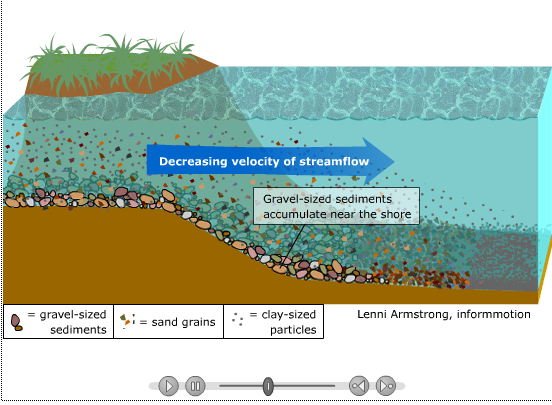 Decreasing velocity of streamflow
Gravel-sized sediments
accumulate near the shore
= gravel-sized
sediments
= sand grains
= clay-sized
particles
Lenni Armstrong, informmotion